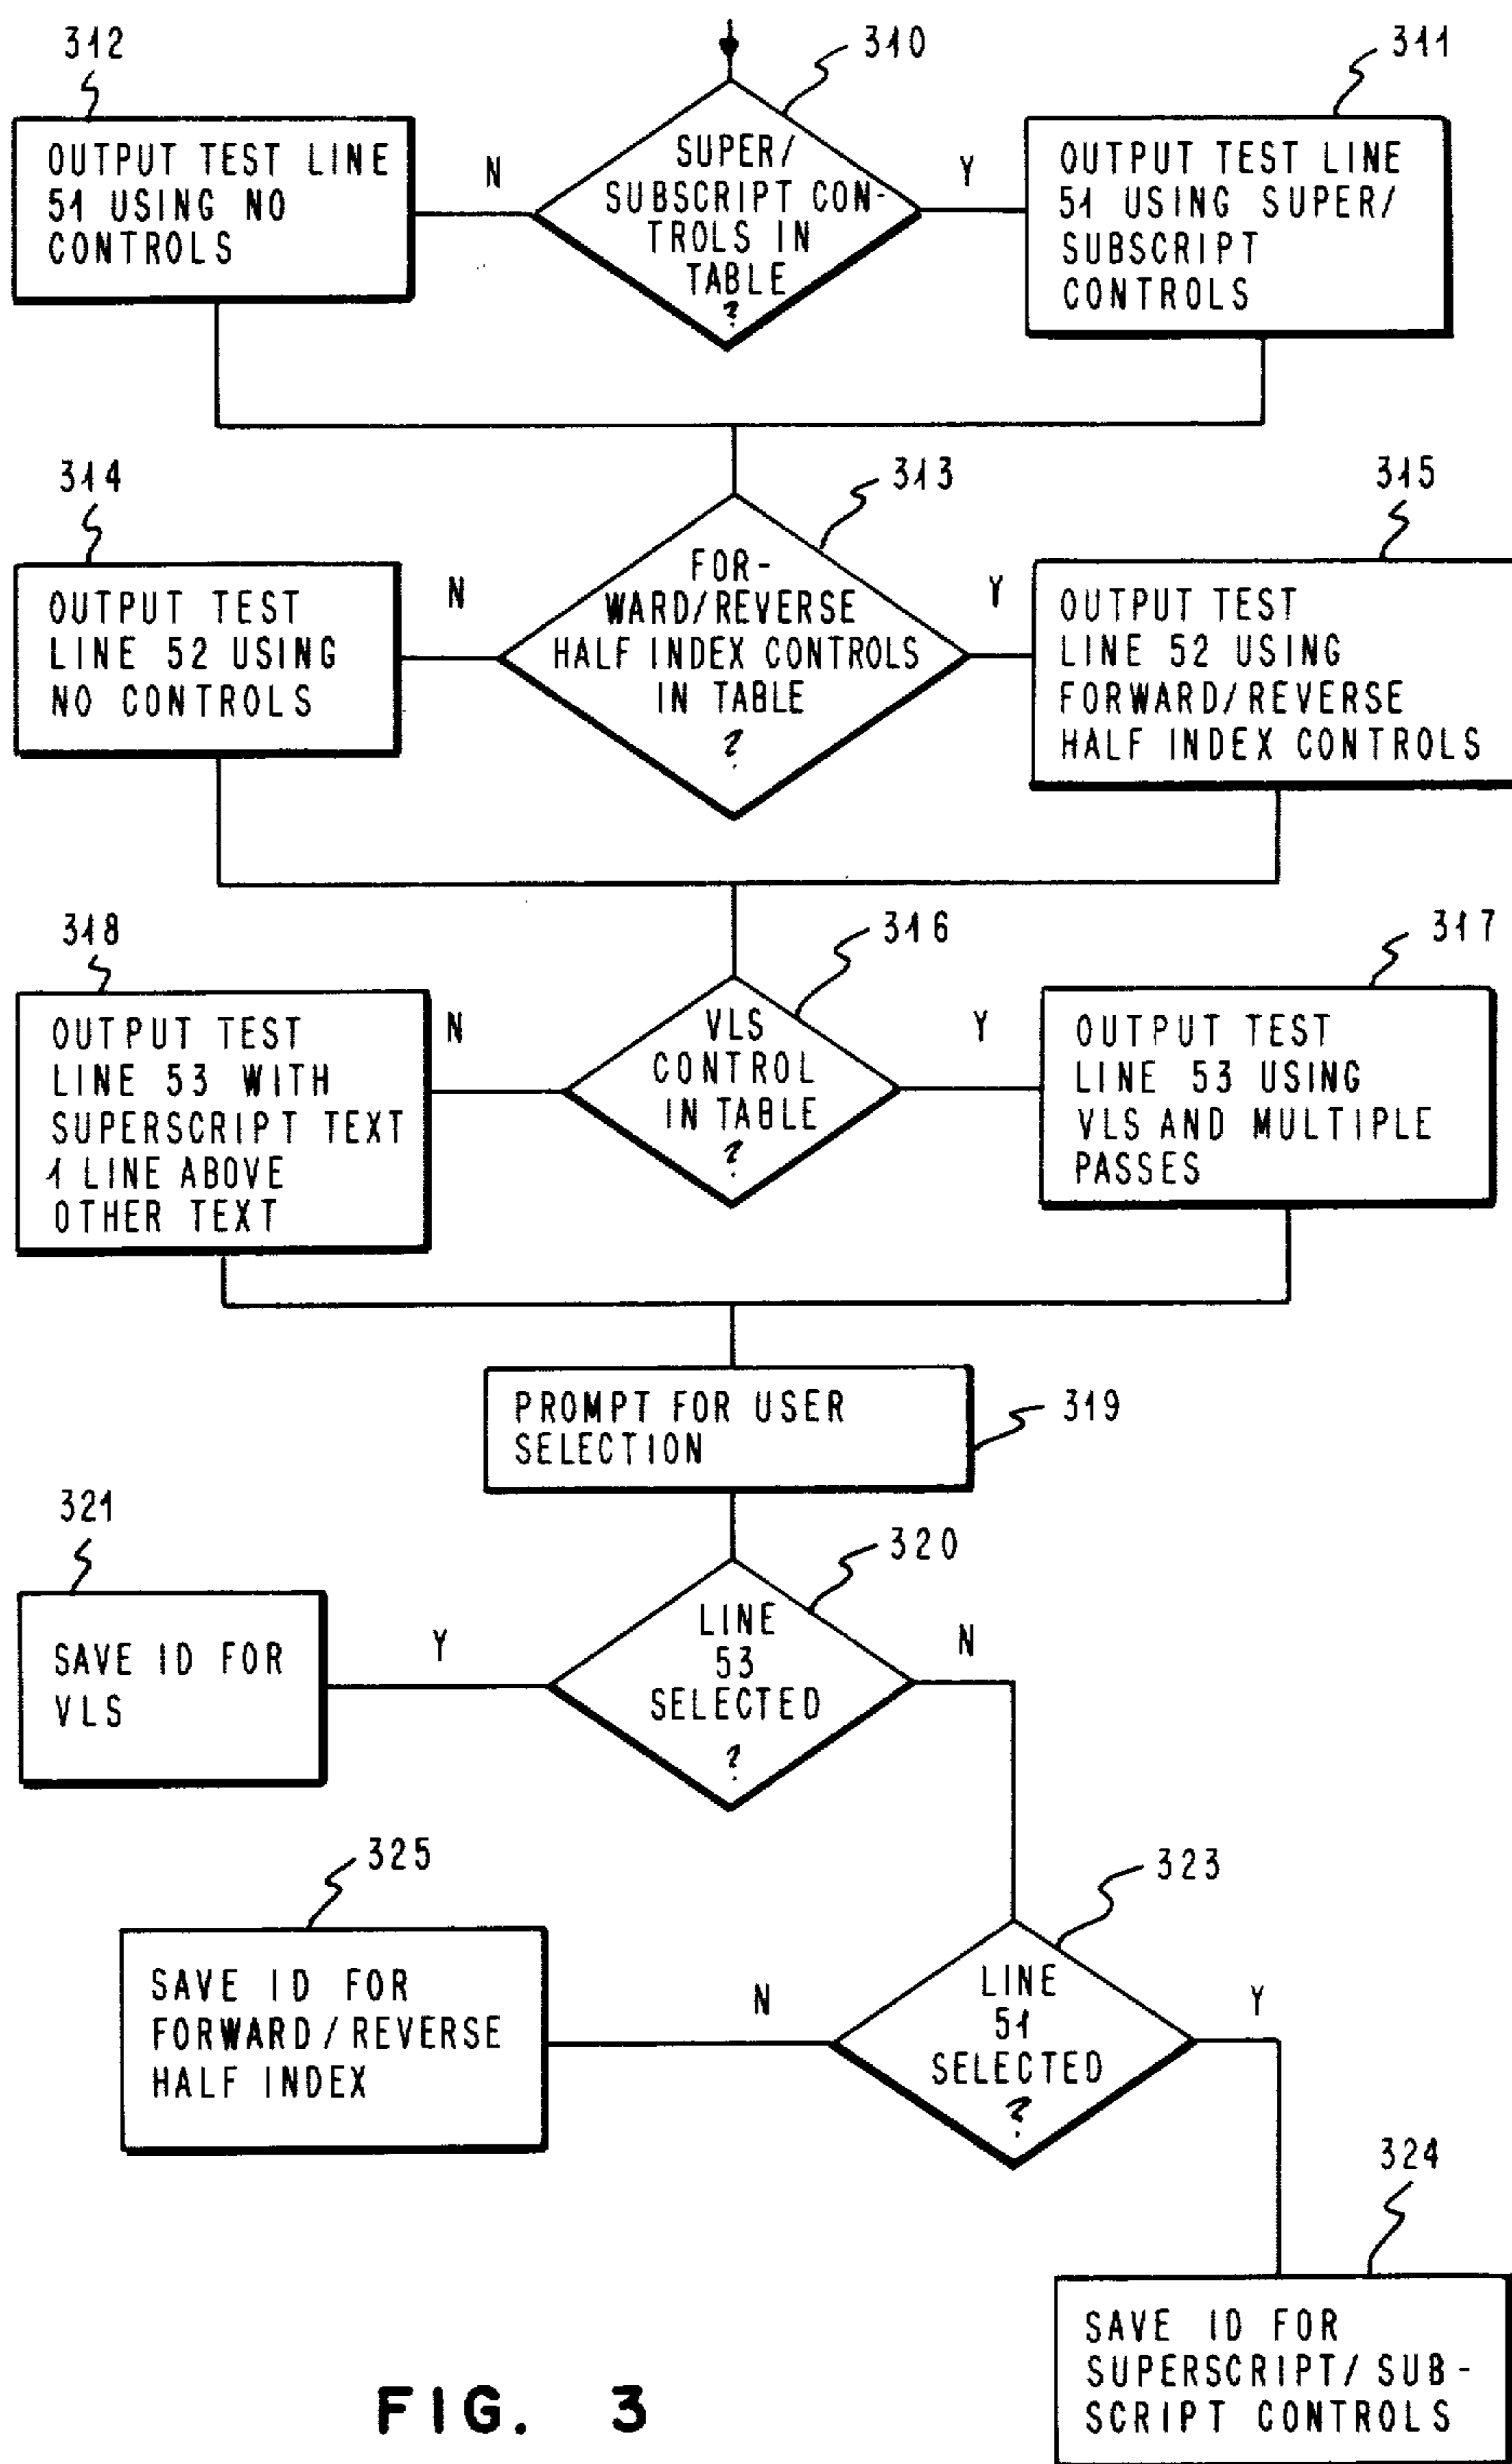 312
310
311
OUTPUT TEST LINE
51 USING NO
CONTROLS
N
SUPER/
SUBSCRIPT CON-
TROLS IN
TABLE
?
Y
OUTPUT TEST LINE
51 USING SUPER/
SUBSCRIPT
CONTROLS
314
313
315
OUTPUT TEST
LINE 52 USING
NO CONTROLS
N
FOR-
WARD/REVERSE
HALF INDEX CONTROLS
IN TABLE
?
Y
OUTPUT TEST
LINE 52 USING
FORWARD/REVERSE
HALF INDEX CONTROLS
318
316
317
OUTPUT TEST
LINE 53 WITH
SUPERSCRIPT TEXT
1 LINE ABOVE
OTHER TEXT
N
VLS
CONTROL
IN TABLE
?
Y
OUTPUT TEST
LINE 53 USING
VLS AND MULTIPLE
PASSES
PROMPT FOR USER
SELECTION
319
321
320
SAVE ID FOR
VLS
Y
LINE
53
SELECTED
?
N
325
323
SAVE ID FOR
FORWARD/REVERSE
HALF INDEX
N
LINE
51
SELECTED
?
Y
324
SAVE ID FOR
SUPERSCRIPT/SUB-
SCRIPT CONTROLS
FIG. 3